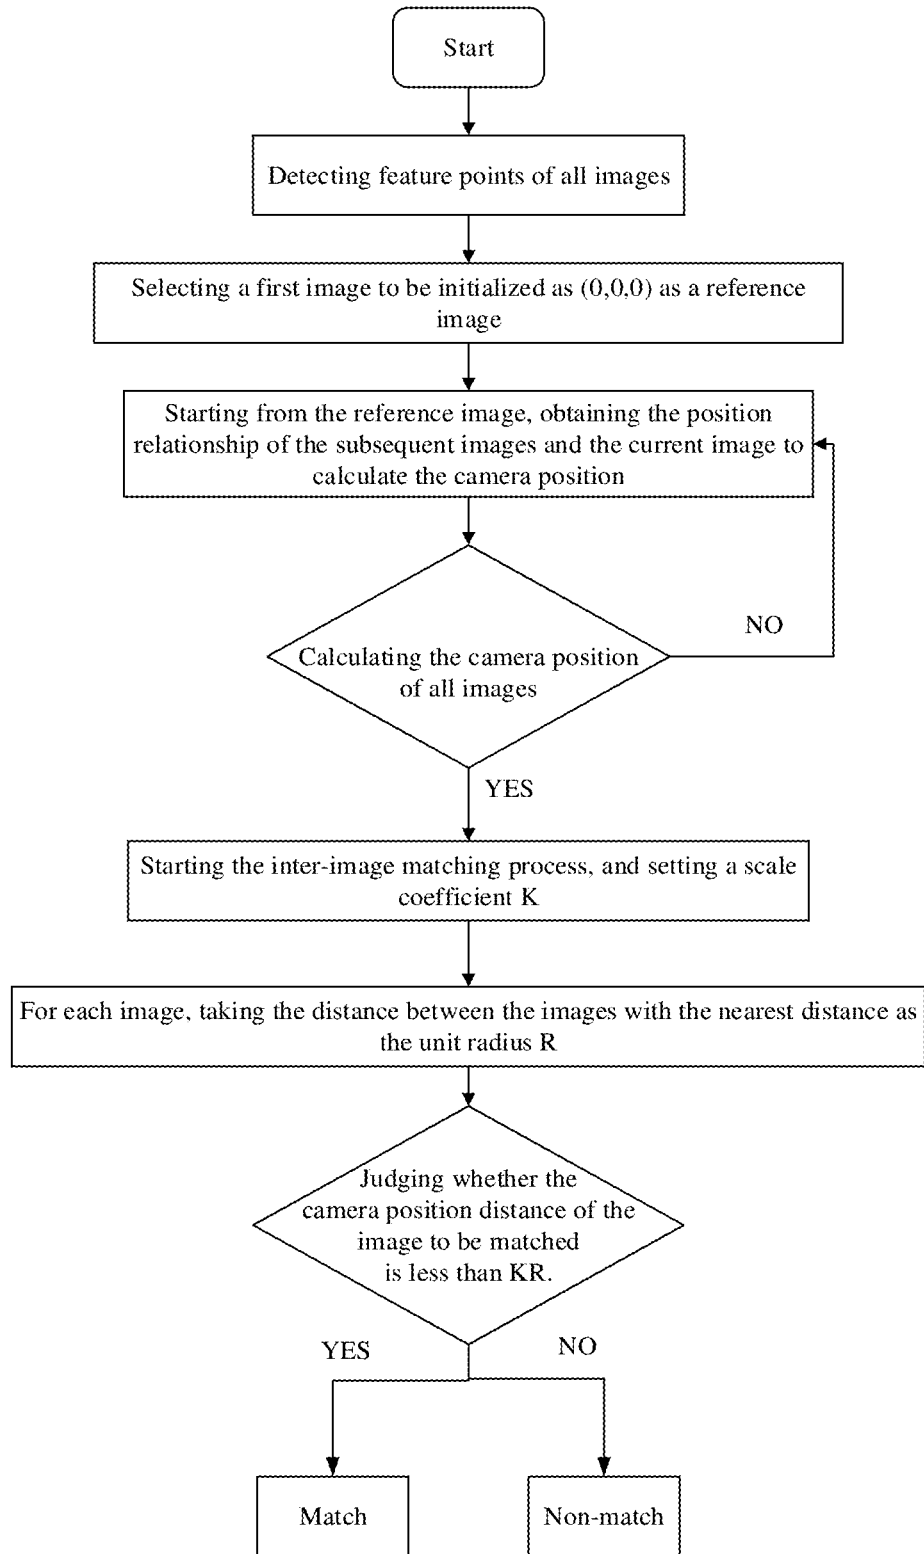 Start
Detecting feature points of all images
Selecting a first image to be initialized as (0,0,0) as a reference
image
Starting from the reference image, obtaining the position
relationship of the subsequent images and the current image to
calculate the camera position
NO
Calculating the camera position
of all images
YES
Starting the inter-image matching process, and setting a scale
coefficient K
For each image, taking the distance between the images with the nearest distance as
the unit radius R
Judging whether the
camera position distance of the
image to be matched
is less than KR.
YES
NO
Match
Non-match